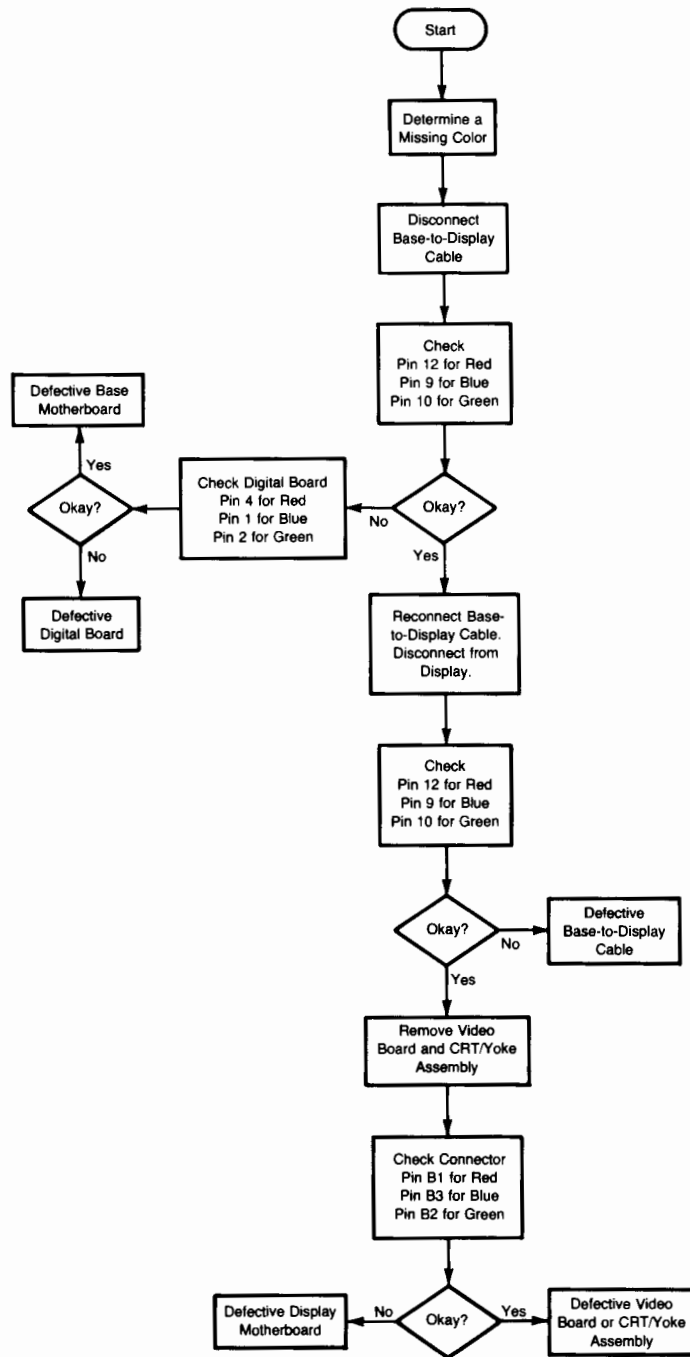 Start
Determine a
Missing Color
Disconnect
Base-to-Display
Cable
Check
Pin 12 for Red
Pin 9 for Blue
Pin 10 for Green
Okay?
No
Yes
Check Digital Board
Pin 4 for Red
Pin 1 for Blue
Pin 2 for Green
Okay?
Yes
Defective Base
Motherboard
No
Defective
Digital Board
Reconnect Base-
to-Display Cable.
Disconnect from
Display.
Check
Pin 12 for Red
Pin 9 for Blue
Pin 10 for Green
Okay?
No
Defective
Base-to-Display
Cable
Yes
Remove Video
Board and CRT/Yoke
Assembly
Check Connector
Pin B1 for Red
Pin B3 for Blue
Pin B2 for Green
Okay?
No
Defective Display
Motherboard
Yes
Defective Video
Board or CRT/Yoke
Assembly